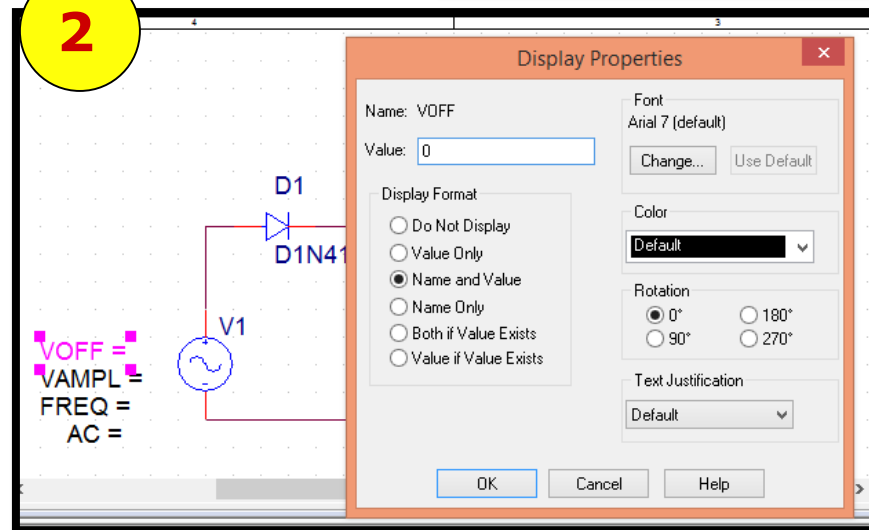 2
4
3
Display Properties
Name: VOFF
Value: 0
Display Format
Do Not Display
Value Only
Name and Value
Name Only
Both if Value Exists
Value if Value Exists
Font
Arial 7 (default)
Change... Use Default
Color
Default
Rotation
0° 180°
90° 270°
Text Justification
Default
OK Cancel Help
D1
D1N41
V1
VOFF =
VAMPL =
FREQ =
AC =